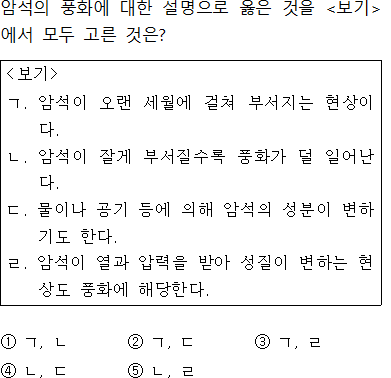 암석의 풍화에 대한 설명으로 옳은 것을 <보기>
에서 모두 고른 것은?
<보기>
ㄱ. 암석이 오랜 세월에 걸쳐 부서지는 현상이
다.
ㄴ. 암석이 잘게 부서질수록 풍화가 덜 일어난
다.
ㄷ. 물이나 공기 등에 의해 암석의 성분이 변하
기도 한다.
ㄹ. 암석이 열과 압력을 받아 성질이 변하는 현
상도 풍화에 해당한다.
① ㄱ, ㄴ ② ㄱ, ㄷ ③ ㄱ, ㄹ
④ ㄴ, ㄷ ⑤ ㄴ, ㄹ